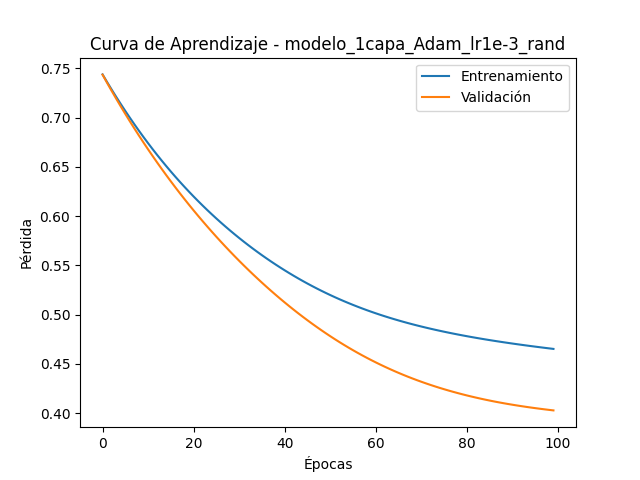 Curva de Aprendizaje - modelo_1capa_Adam_lr1e-3_rand
Entrenamiento
Validación
0.75
0.70
0.65
0.60
0.55
0.50
0.45
0.40
Pérdida
0 20 40 60 80 100
Épocas